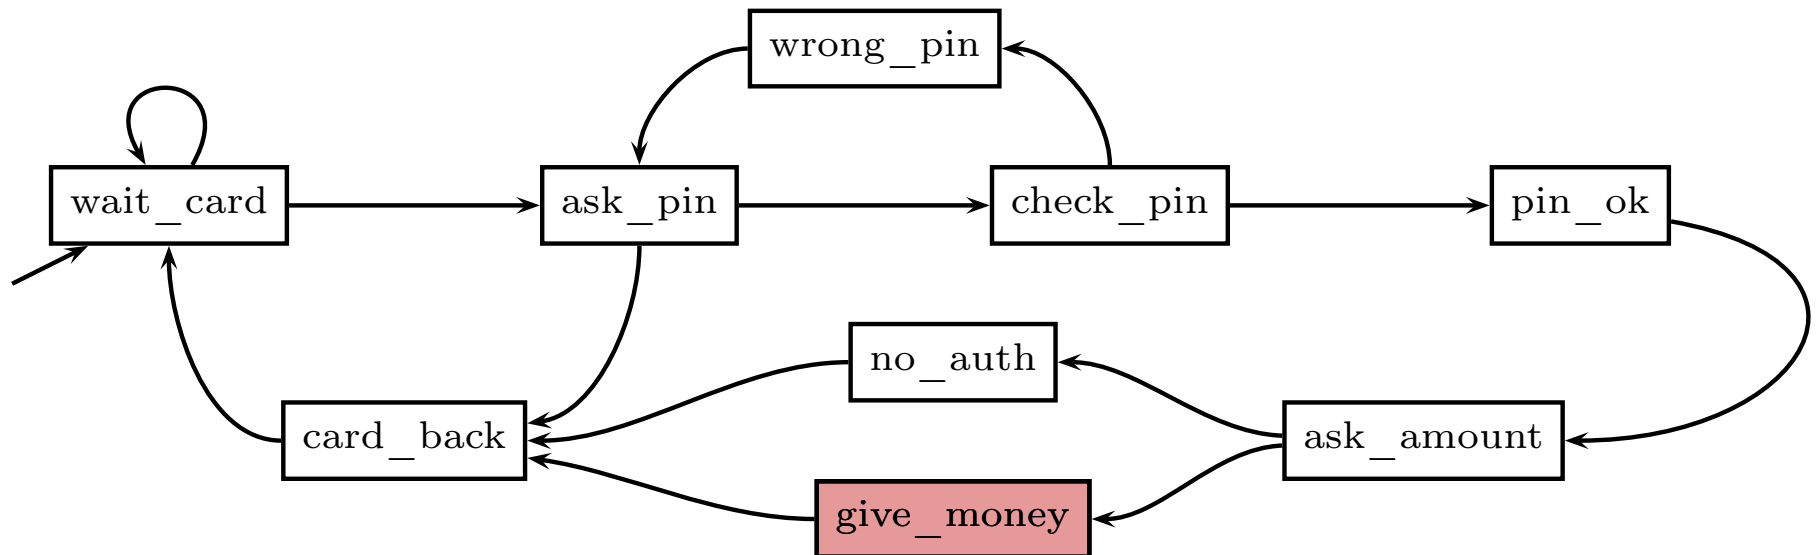 wrong_pin
wait_card
ask_pin
check_pin
pin_ok
no_auth
card_back
ask_amount
give_money